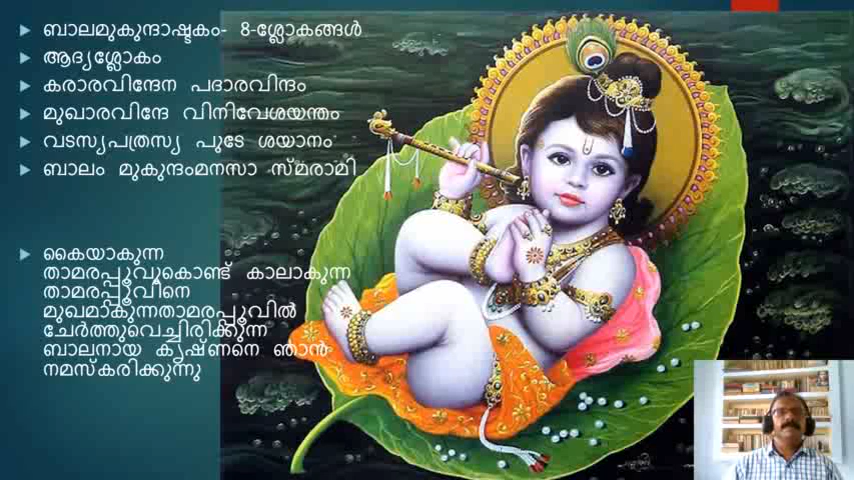 ബാലമുകുന്ദാഷ്ടകം- 8-ശ്ലോകങ്ങൾ
ആദ്യശ്ലോകം
കരാരവിന്ദേന പദാരവിന്ദം
മുഖാരവിന്ദേ വിനിവേശയന്തം
വടസ്യപത്രസ്യ പുടേ ശയാനം
ബാലം മുകുന്ദംമനസാ സ്മരാമി
കൈയാകുന്ന
താമരപ്പൂവുകൊണ്ട് കാലാകുന്ന
താമരപ്പൂവിനെ
മുഖമാകുന്നതാമരപ്പൂവിൽ
ചേർത്തുവെച്ചിരിക്കുന്ന
ബാലനായ കൃഷ്ണനെ ഞാൻ
നമസ്കരിക്കുന്നു